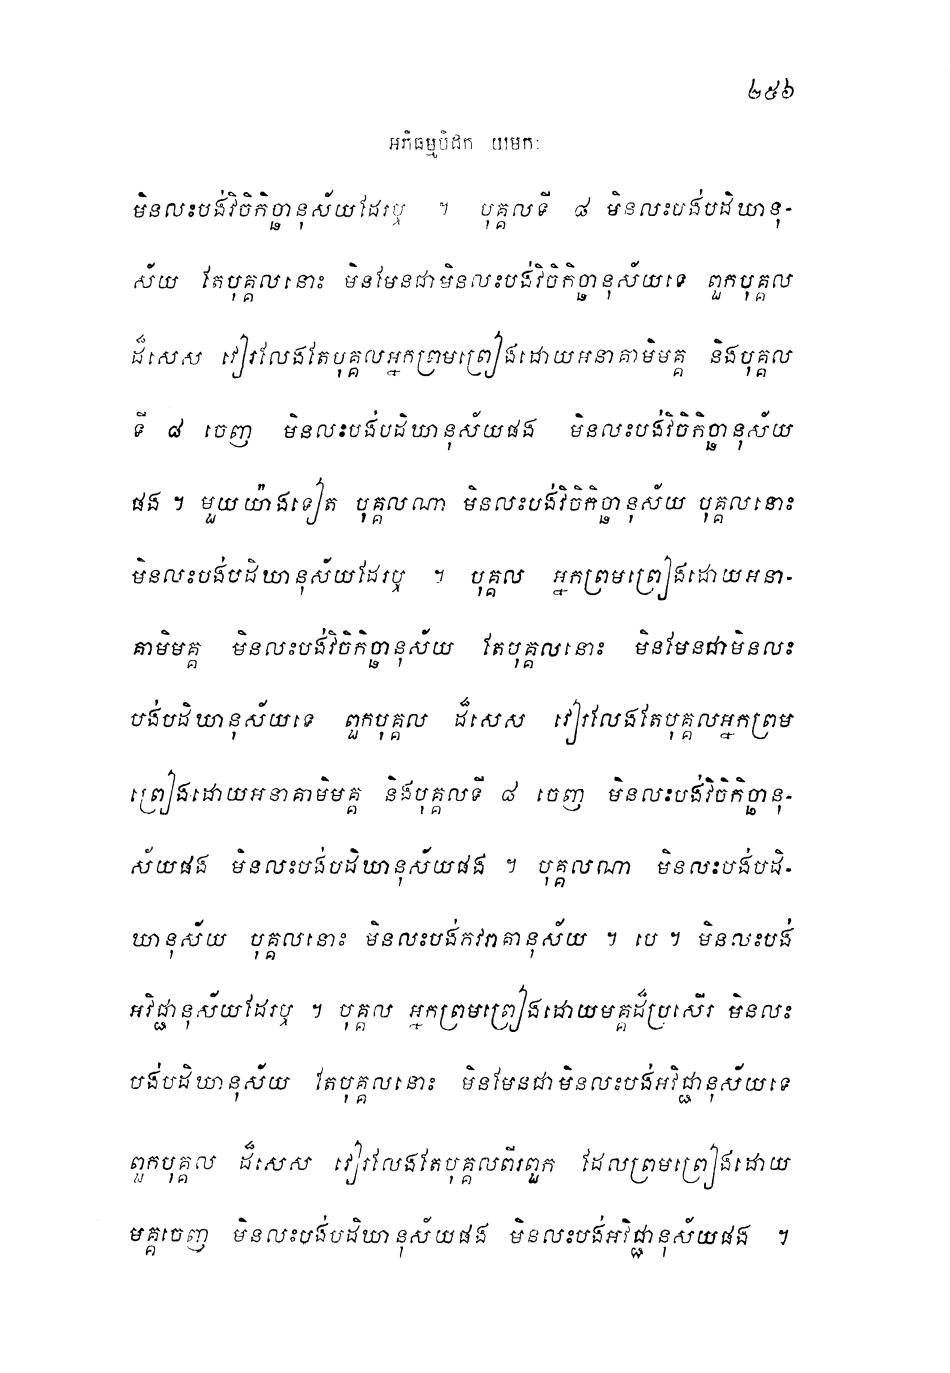 ២៥៦
អភិធម្មបិដក យមកៈ
មិនលះបង់វិចិកិច្ឆានុស័យដែរឬ ។ បុគ្គលទី ៨ មិនលះបង់បដិឃានុ-
ស័យ តែបុគ្គលនោះ មិនមែនជាមិនលះបង់វិចិកិច្ឆានុស័យទេ ពួកបុគ្គល
ដ៏សេស វៀរលែងតែបុគ្គលអ្នកព្រមព្រៀងដោយអនាគាមិមគ្គ និងបុគ្គល
ទី ៨ ចេញ មិនលះបង់បដិឃានុស័យផង មិនលះបង់វិចិកិច្ឆានុស័យ
ផង ។ មួយយ៉ាងទៀត បុគ្គលណា មិនលះបង់វិចិកិច្ឆានុស័យ បុគ្គលនោះ
មិនលះបង់បដិឃានុស័យដែរឬ ។ បុគ្គល អ្នកព្រមព្រៀងដោយអនា-
គាមិមគ្គ មិនលះបង់វិចិកិច្ឆានុស័យ តែបុគ្គលនោះ មិនមែនជាមិនលះ
បង់បដិឃានុស័យទេ ពួកបុគ្គល ដ៏សេស វៀរលែងតែបុគ្គលអ្នកព្រម
ព្រៀងដោយអនាគាមិមគ្គ និងបុគ្គលទី ៨ ចេញ មិនលះបង់វិចិកិច្ឆានុ-
ស័យផង មិនលះបង់បដិឃានុស័យផង ។ បុគ្គលណា មិនលះបង់បដិ-
ឃានុស័យ បុគ្គលនោះ មិនលះបង់ភវរាគានុស័យ ។ បេ ។ មិនលះបង់
អវិជ្ជានុស័យដែរឬ ។ បុគ្គល អ្នកព្រមព្រៀងដោយមគ្គដ៏ប្រសើរ មិនលះ
បង់បដិឃានុស័យ តែបុគ្គលនោះ មិនមែនជាមិនលះបង់អវិជ្ជានុស័យទេ
ពួកបុគ្គល ដ៏សេស វៀរលែងតែបុគ្គលពីរពួក ដែលព្រមព្រៀងដោយ
មគ្គចេញ មិនលះបង់បដិឃានុស័យផង មិនលះបង់អវិជ្ជានុស័យផង ។